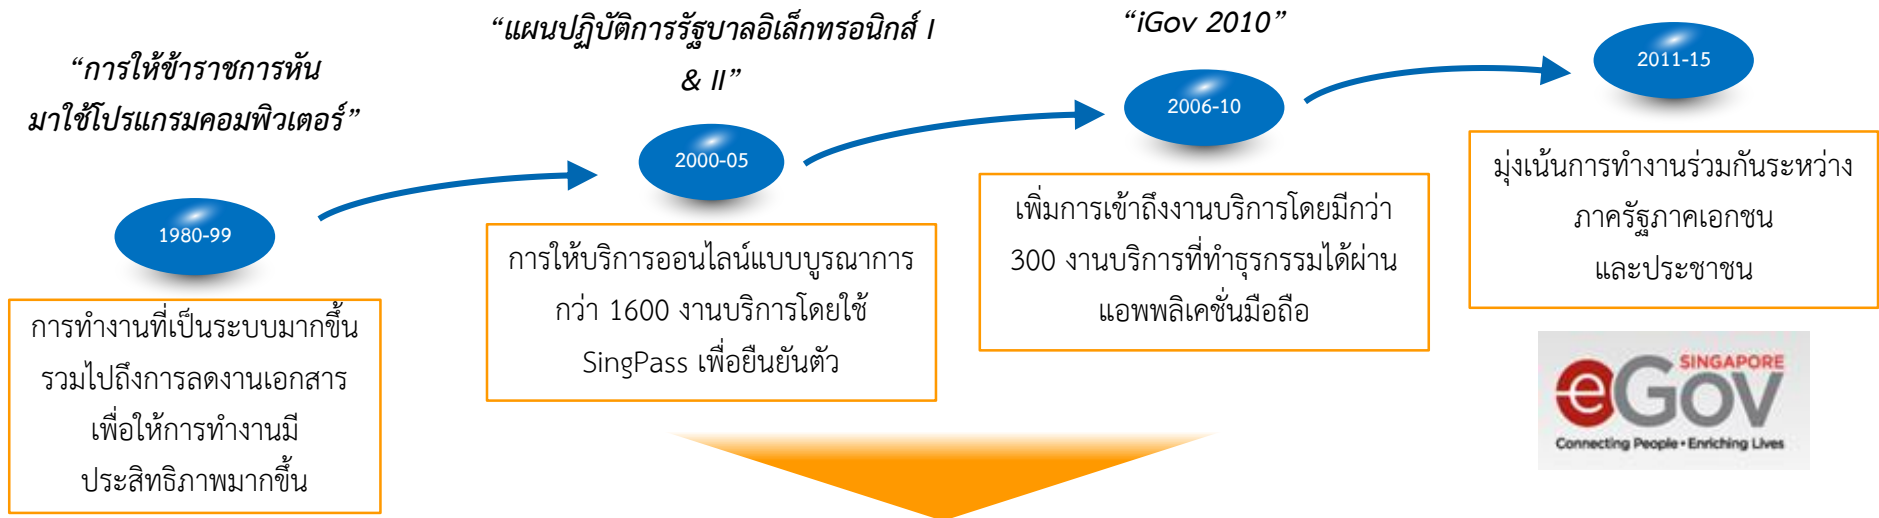 “การให้ข้าราชการหัน
มาใช้โปรแกรมคอมพิวเตอร์”
1980-99
การทำงานที่เป็นระบบมากขึ้น
รวมไปถึงการลดงานเอกสาร
เพื่อให้การทำงานมี
ประสิทธิภาพมากขึ้น
“แผนปฏิบัติการรัฐบาลอิเล็กทรอนิกส์ I
& II”
2000-05
การให้บริการออนไลน์แบบบูรณาการ
กว่า 1600 งานบริการโดยใช้
SingPass เพื่อยืนยันตัว
“iGov 2010”
2006-10
เพิ่มการเข้าถึงงานบริการโดยมีกว่า
300 งานบริการที่ทำธุรกรรมได้ผ่าน
แอพพลิเคชั่นมือถือ
2011-15
มุ่งเน้นการทำงานร่วมกันระหว่าง
ภาครัฐภาคเอกชน
และประชาชน
SINGAPORE
eGov
Connecting People • Enriching Lives